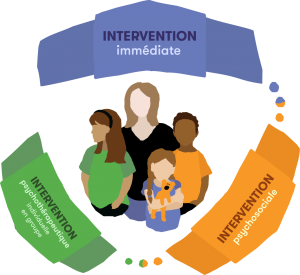 INTERVENTION
immédiate
INTERVENTION
psychosociale
INTERVENTION
psychothérapeutique
individuelle
en groupe